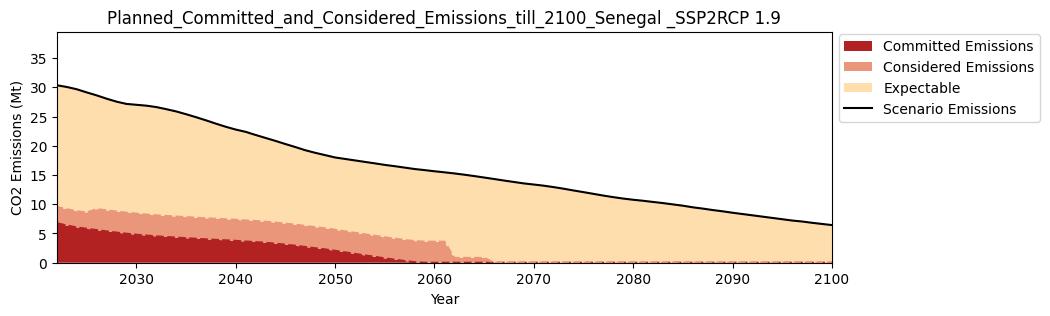 Planned_Committed_and_Considered_Emissions_till_2100_Senegal _SSP2RCP 1.9
CO2 Emissions (Mt)
35
30
25
20
15
10
5
0
2030 2040 2050 2060 2070 2080 2090 2100
Year
Committed Emissions
Considered Emissions
Expectable
Scenario Emissions